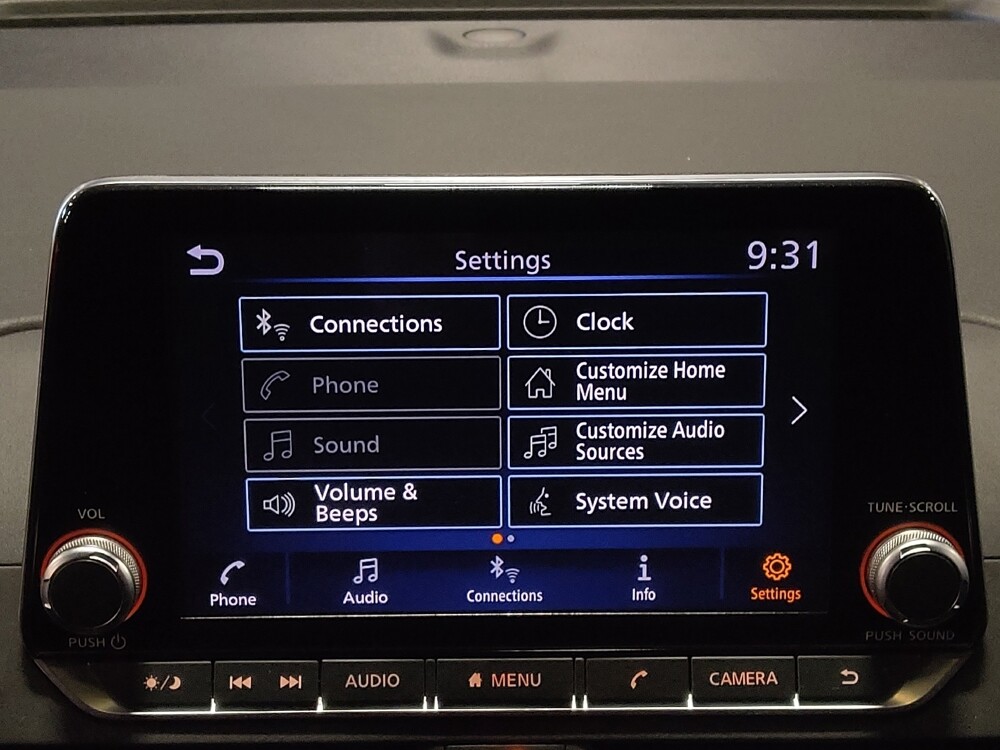 Settings
9:31
Connections
Clock
Phone
Customize Home
Menu
Sound
Customize Audio
Sources
Volume &
Beeps
System Voice
VOL
TUNE·SCROLL
Phone
Audio
Connections
Info
Settings
PUSH
PUSH SOUND
AUDIO
MENU
CAMERA